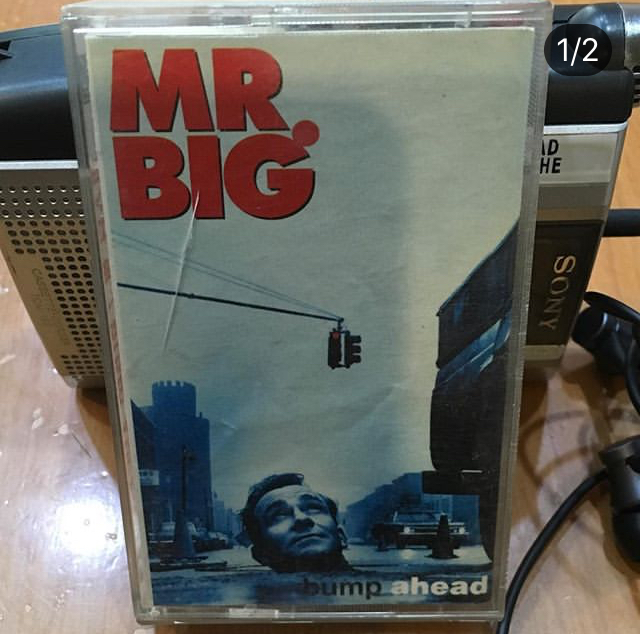 1/2
MR.
BIG
AD
HE
SONY
bump ahead